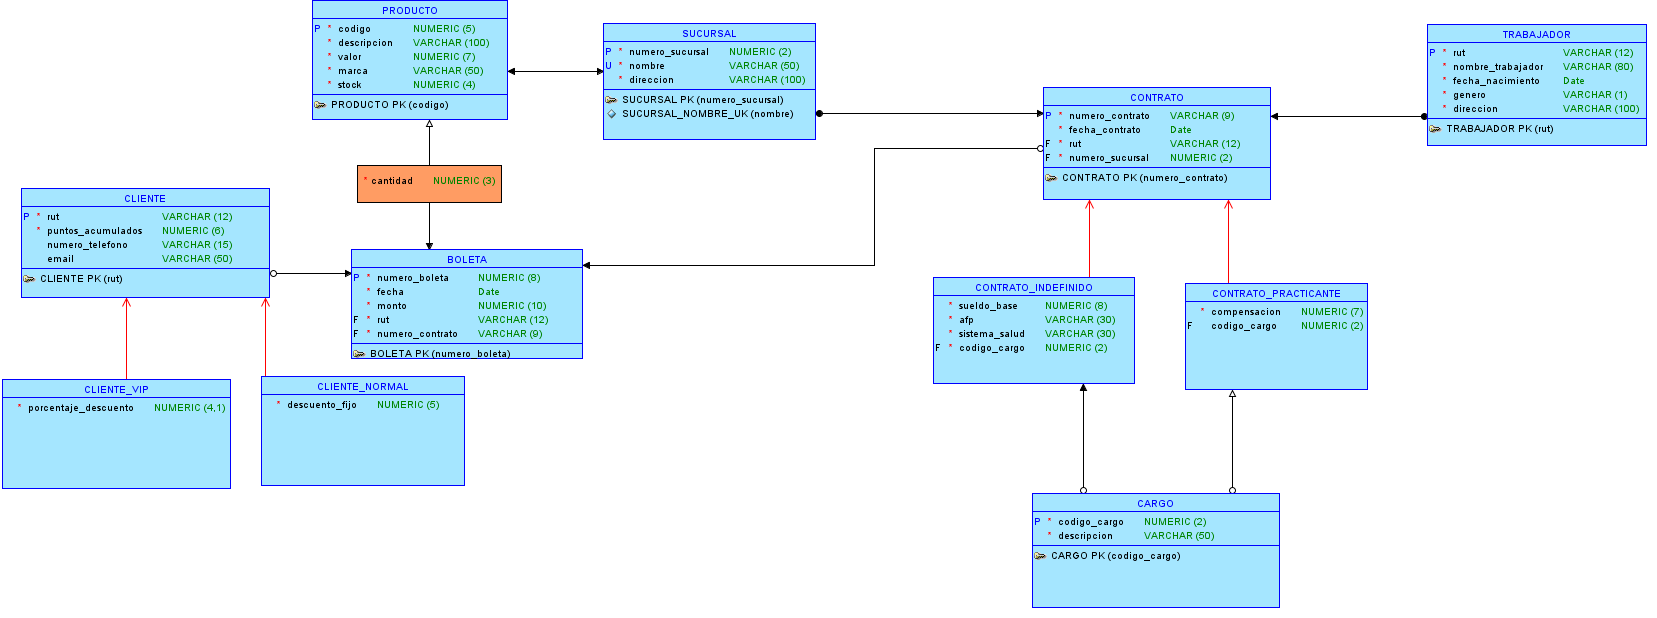 PRODUCTO
P * codigo NUMERIC (5)
* descripcion VARCHAR (100)
* valor NUMERIC (7)
* marca VARCHAR (50)
* stock NUMERIC (4)
PRODUCTO PK (codigo)
SUCURSAL
P * numero_sucursal NUMERIC (2)
U * nombre VARCHAR (50)
* direccion VARCHAR (100)
SUCURSAL PK (numero_sucursal)
SUCURSAL_NOMBRE_UK (nombre)
TRABAJADOR
P * rut VARCHAR (12)
* nombre_trabajador VARCHAR (80)
* fecha_nacimiento Date
* genero VARCHAR (1)
* direccion VARCHAR (100)
TRABAJADOR PK (rut)
CONTRATO
P * numero_contrato VARCHAR (9)
* fecha_contrato Date
F * rut VARCHAR (12)
F * numero_sucursal NUMERIC (2)
CONTRATO PK (numero_contrato)
* cantidad NUMERIC (3)
CLIENTE
P * rut VARCHAR (12)
* puntos_acumulados NUMERIC (6)
numero_telefono VARCHAR (15)
email VARCHAR (50)
CLIENTE PK (rut)
BOLETA
P * numero_boleta NUMERIC (8)
* fecha Date
* monto NUMERIC (10)
F * rut VARCHAR (12)
F * numero_contrato VARCHAR (9)
BOLETA PK (numero_boleta)
CONTRATO_INDEFINIDO
* sueldo_base NUMERIC (8)
* afp VARCHAR (30)
* sistema_salud VARCHAR (30)
F * codigo_cargo NUMERIC (2)
CONTRATO_PRACTICANTE
* compensacion NUMERIC (7)
F codigo_cargo NUMERIC (2)
CLIENTE_VIP
* porcentaje_descuento NUMERIC (4,1)
CLIENTE_NORMAL
* descuento_fijo NUMERIC (5)
CARGO
P * codigo_cargo NUMERIC (2)
* descripcion VARCHAR (50)
CARGO PK (codigo_cargo)